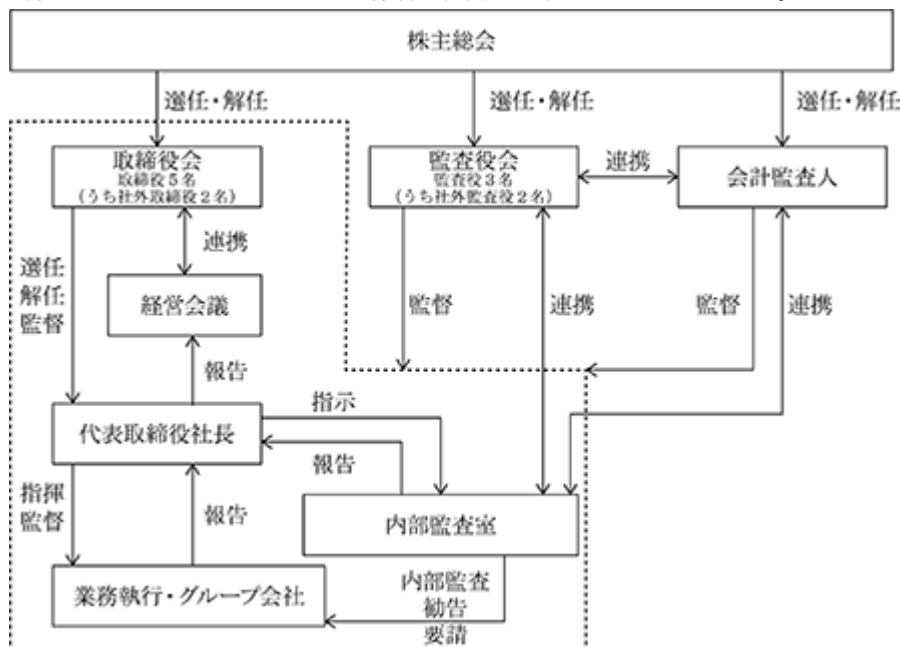 株主総会
選任・解任
選任・解任
選任・解任
取締役会
取締役5名
(うち社外取締役2名)
監査役会
監査役3名
(うち社外監査役2名)
連携
会計監査人
選任
解任
監督
連携
経営会議
監督
連携
監督
連携
報告
代表取締役社長
指示
報告
指揮
監督
報告
内部監査室
業務執行・グループ会社
内部監査
勧告
要請